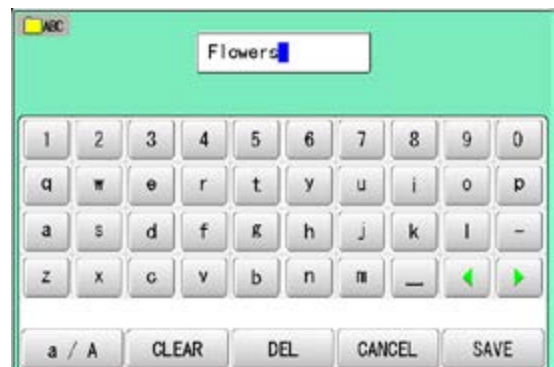 ABC
Flowers
1 2 3 4 5 6 7 8 9 0
q w e r t y u i o p
a s d f g h j k l -
z x c v b n m _
a / A CLEAR DEL CANCEL SAVE